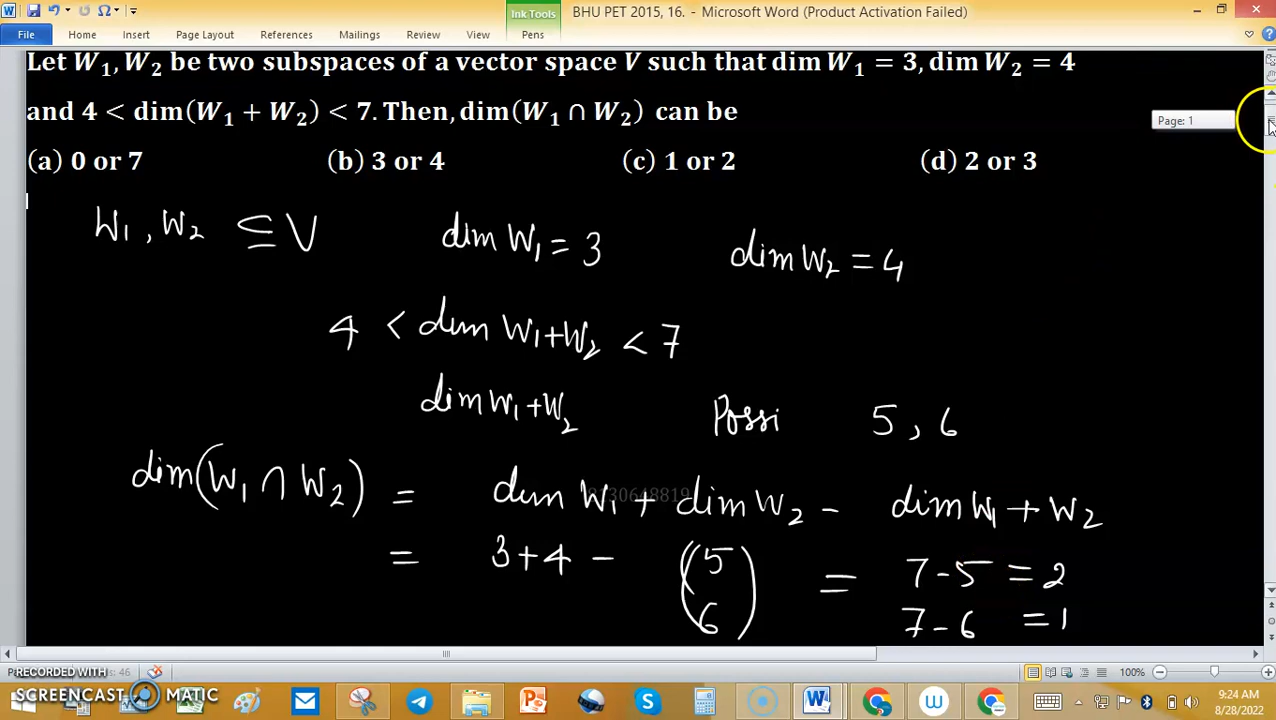 BHU PET 2015, 16. - Microsoft Word (Product Activation Failed)
Ink Tools
File Home Insert Page Layout References Mailings Review View Pens
Let W₁, W₂ be two subspaces of a vector space V such that dim W₁ = 3, dim W₂ = 4
and 4 < dim(W₁ + W₂) < 7. Then, dim(W₁ ∩ W₂) can be
Page: 1
(a) 0 or 7 (b) 3 or 4 (c) 1 or 2 (d) 2 or 3
W₁, W₂ ⊆ V dim W₁ = 3 dim W₂ = 4
4 < dim W₁+W₂ < 7
dim W₁+W₂ Possi 5, 6
dim(W₁ ∩ W₂) = dim W₁ + dim W₂ - dim W₁ + W₂
= 3+4 - (5 6) = 7-5 = 2
7-6 = 1
RECORDED WITH
SCREENCAST MATIC
46
100%
9:24 AM
8/28/2022